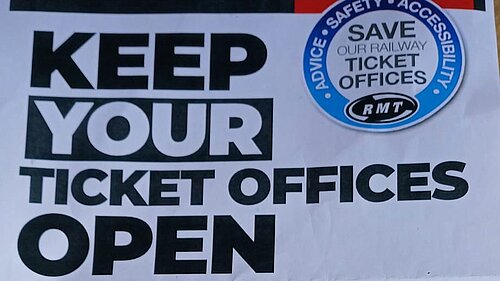 KEEP
YOUR
TICKET OFFICES
OPEN
ADVICE • SAFETY • ACCESSIBILITY
SAVE
OUR RAILWAY
TICKET
OFFICES
RMT